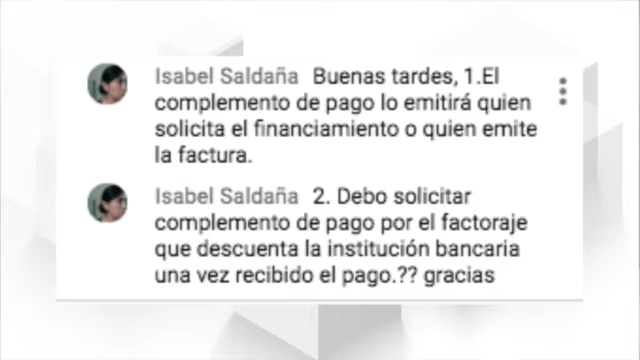 Isabel Saldaña Buenas tardes, 1.El
complemento de pago lo emitirá quien
solicita el financiamiento o quien emite
la factura.
Isabel Saldaña 2. Debo solicitar
complemento de pago por el factoraje
que descuenta la institución bancaria
una vez recibido el pago.?? gracias